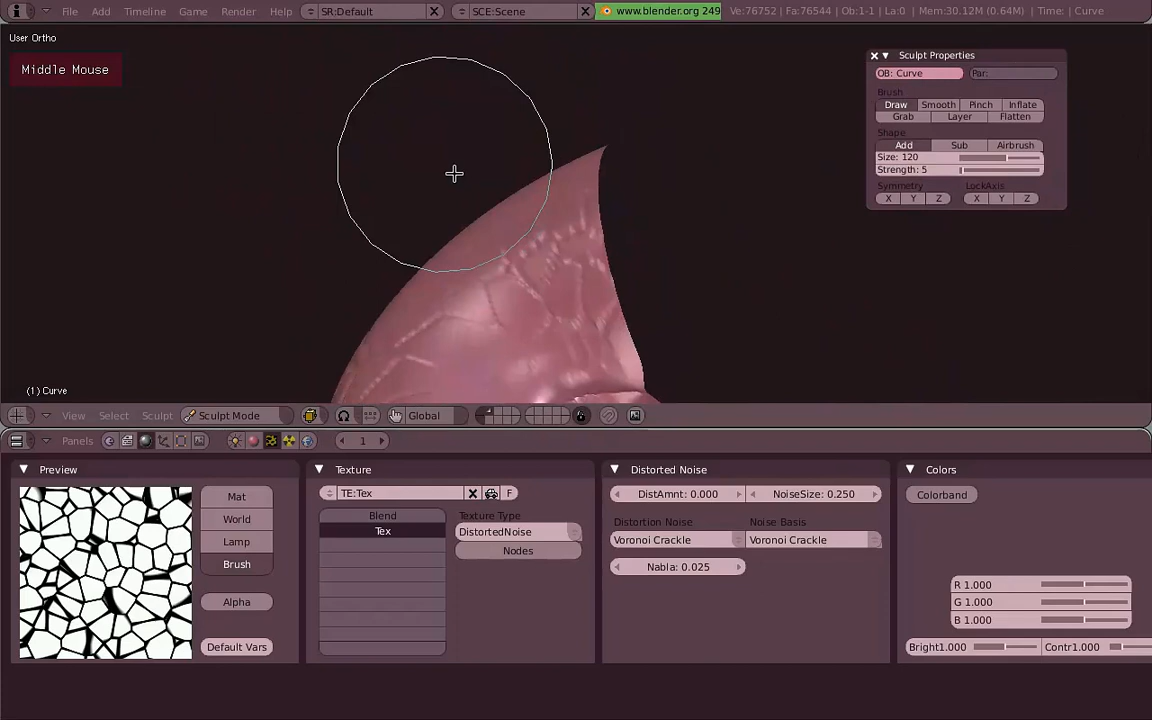 File Add Timeline Game Render Help SR:Default SCE:Scene www.blender.org 249 Ve:76752 | Fa:76544 | Ob:1-1 | La:0 | Mem:30.12M (0.64M) | Time: | Curve
User Ortho
Middle Mouse
Sculpt Properties
OB: Curve Par:
Brush
Draw Smooth Pinch Inflate
Grab Layer Flatten
Shape
Add Sub Airbrush
Size: 120
Strength: 5
Symmetry LockAxis
X Y Z X Y Z
(1) Curve
View Select Sculpt Sculpt Mode Global
Panels 1
Preview
Mat
World
Lamp
Brush
Alpha
Default Vars
Texture
TE:Tex F
Blend
Tex
Texture Type
DistortedNoise
Nodes
Distorted Noise
DistAmnt: 0.000 NoiseSize: 0.250
Distortion Noise Noise Basis
Voronoi Crackle Voronoi Crackle
Nabla: 0.025
Colors
Colorband
R 1.000
G 1.000
B 1.000
Bright1.000 Contr1.000